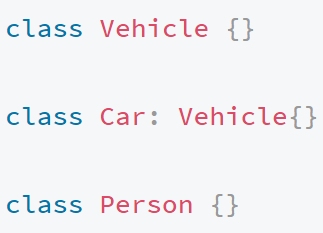 class Vehicle {}
class Car: Vehicle{}
class Person {}